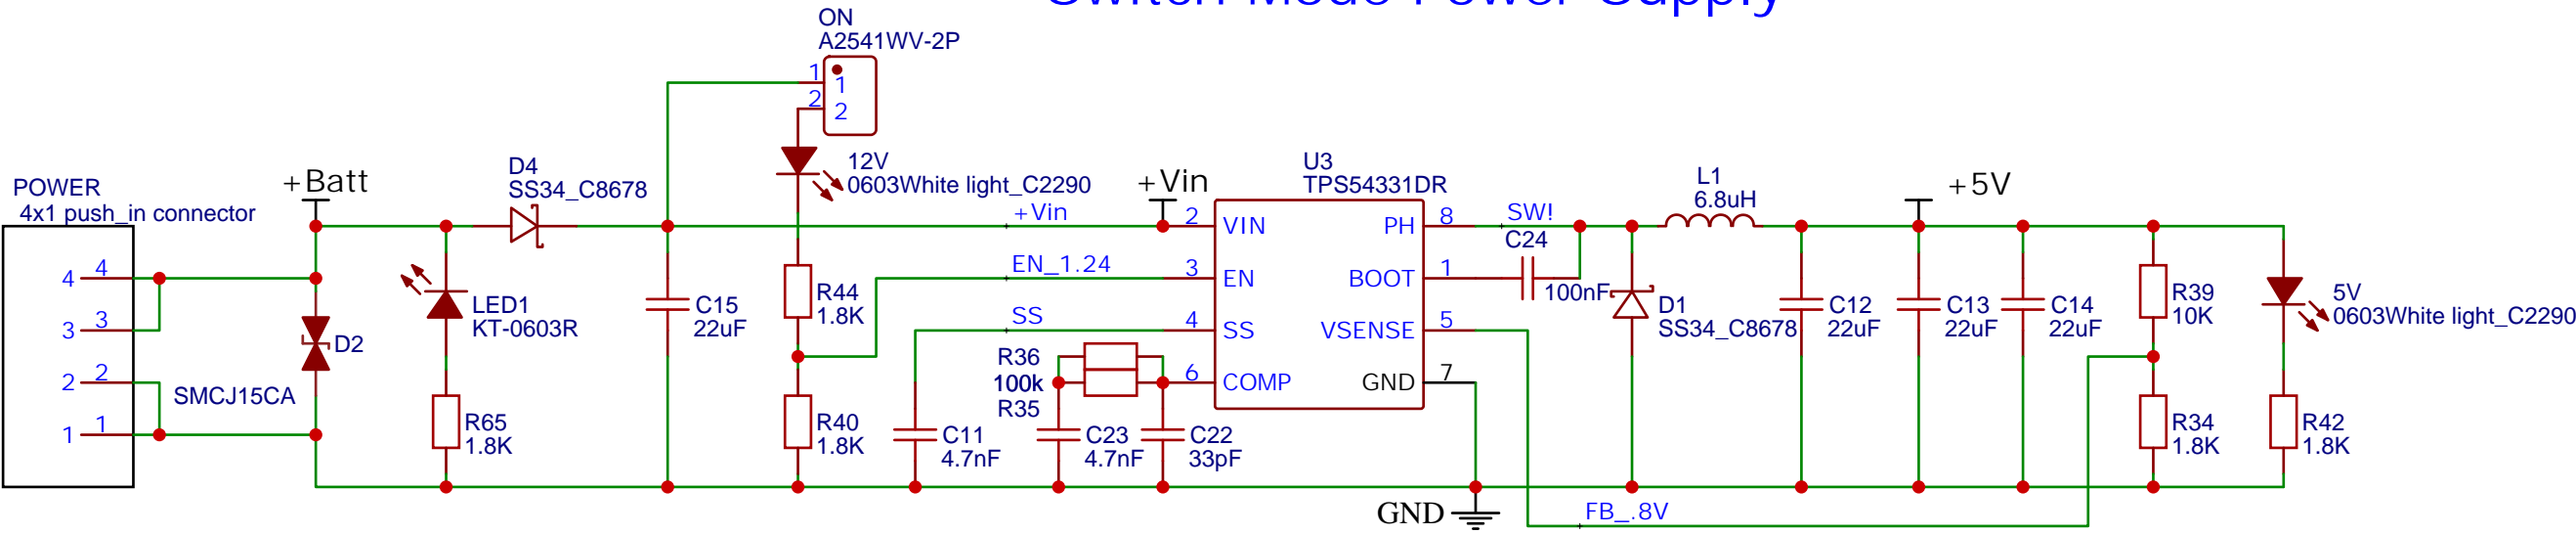 Switch Mode Power Supply
ON
A2541WV-2P
1
1
2
2
POWER
4x1 push_in connector
4
4
3
3
2
2
1
1
+Batt
D2
SMCJ15CA
LED1
KT-0603R
R65
1.8K
D4
SS34_C8678
C15
22uF
12V
0603White light_C2290
R44
1.8K
R40
1.8K
+Vin
EN_1.24
SS
+Vin
C11
4.7nF
R36
100k
R35
C23
4.7nF
C22
33pF
U3
TPS54331DR
2
VIN
3
EN
4
SS
6
COMP
PH
8
BOOT
1
VSENSE
5
GND
7
SW!
C24
100nF
GND
FB_.8V
D1
SS34_C8678
L1
6.8uH
C12
22uF
+5V
C13
22uF
C14
22uF
R39
10K
R34
1.8K
5V
0603White light_C2290
R42
1.8K